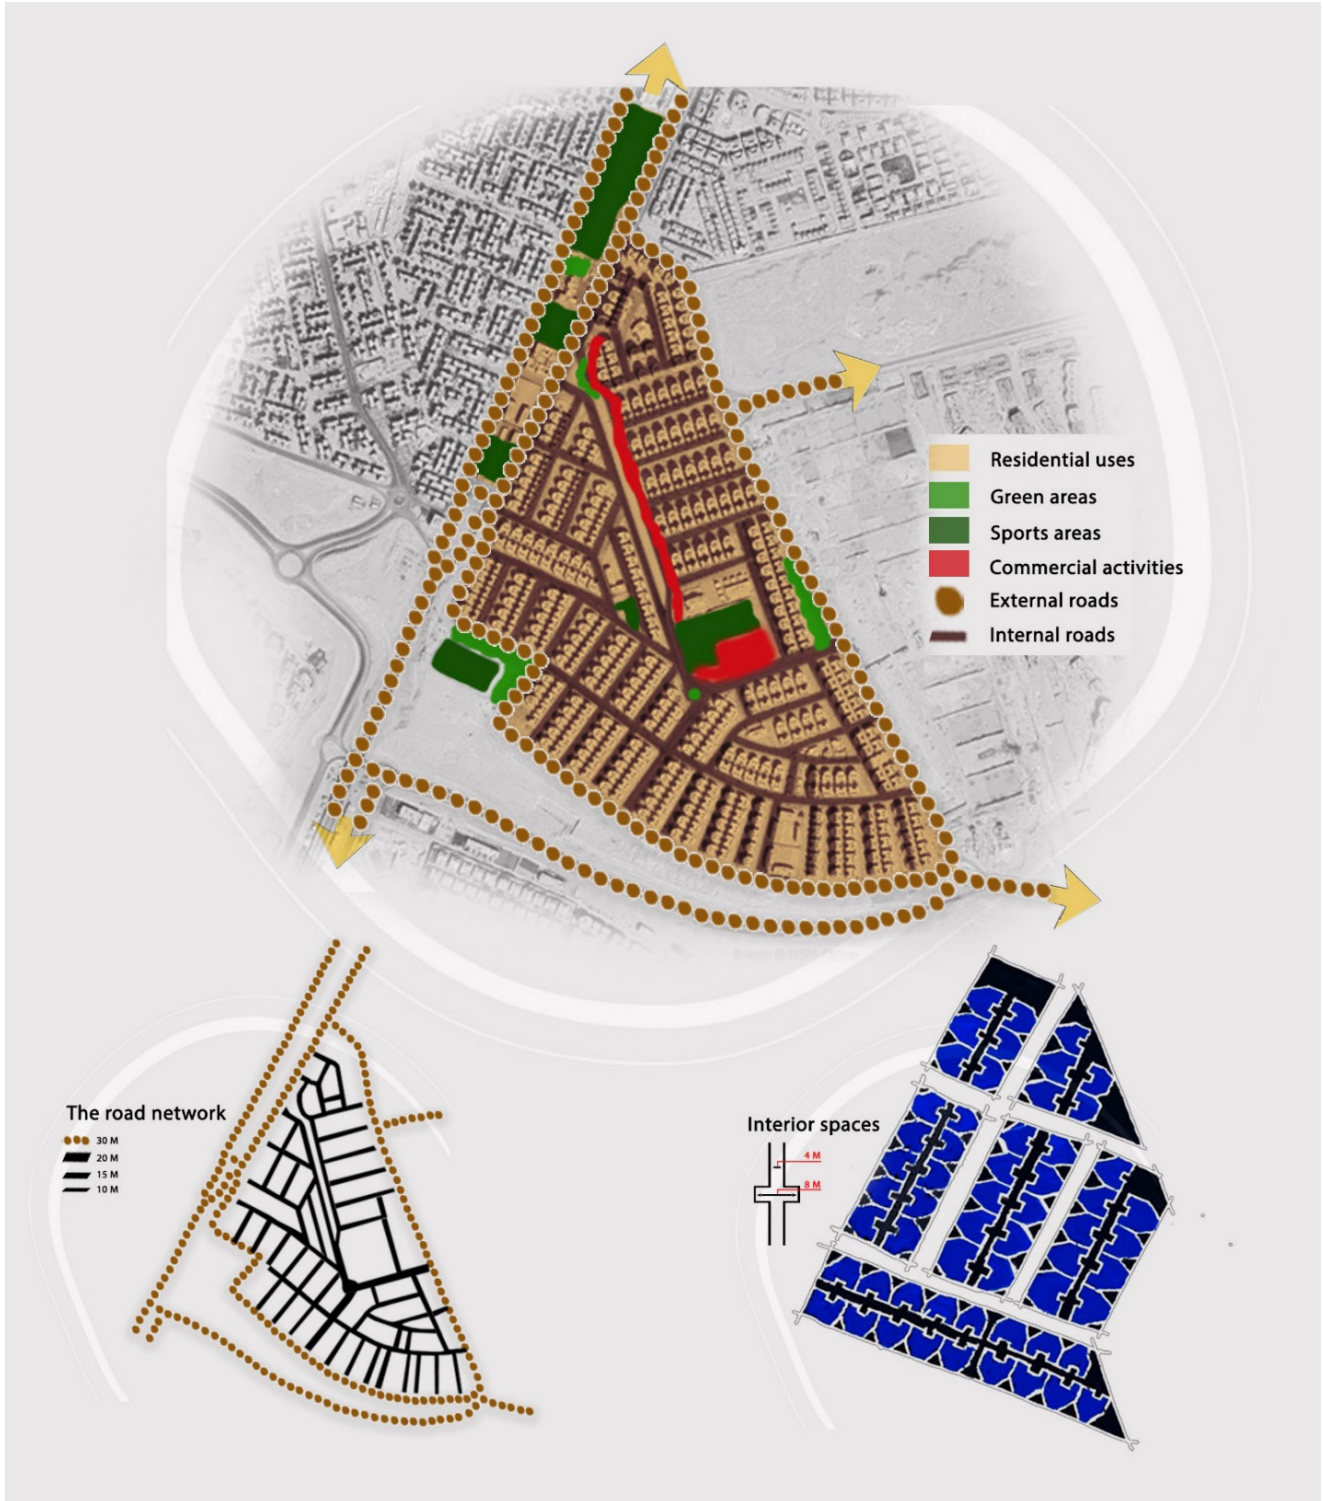 Residential uses
Green areas
Sports areas
Commercial activities
External roads
Internal roads
The road network
30 M
20 M
15 M
10 M
Interior spaces
4 M
8 M